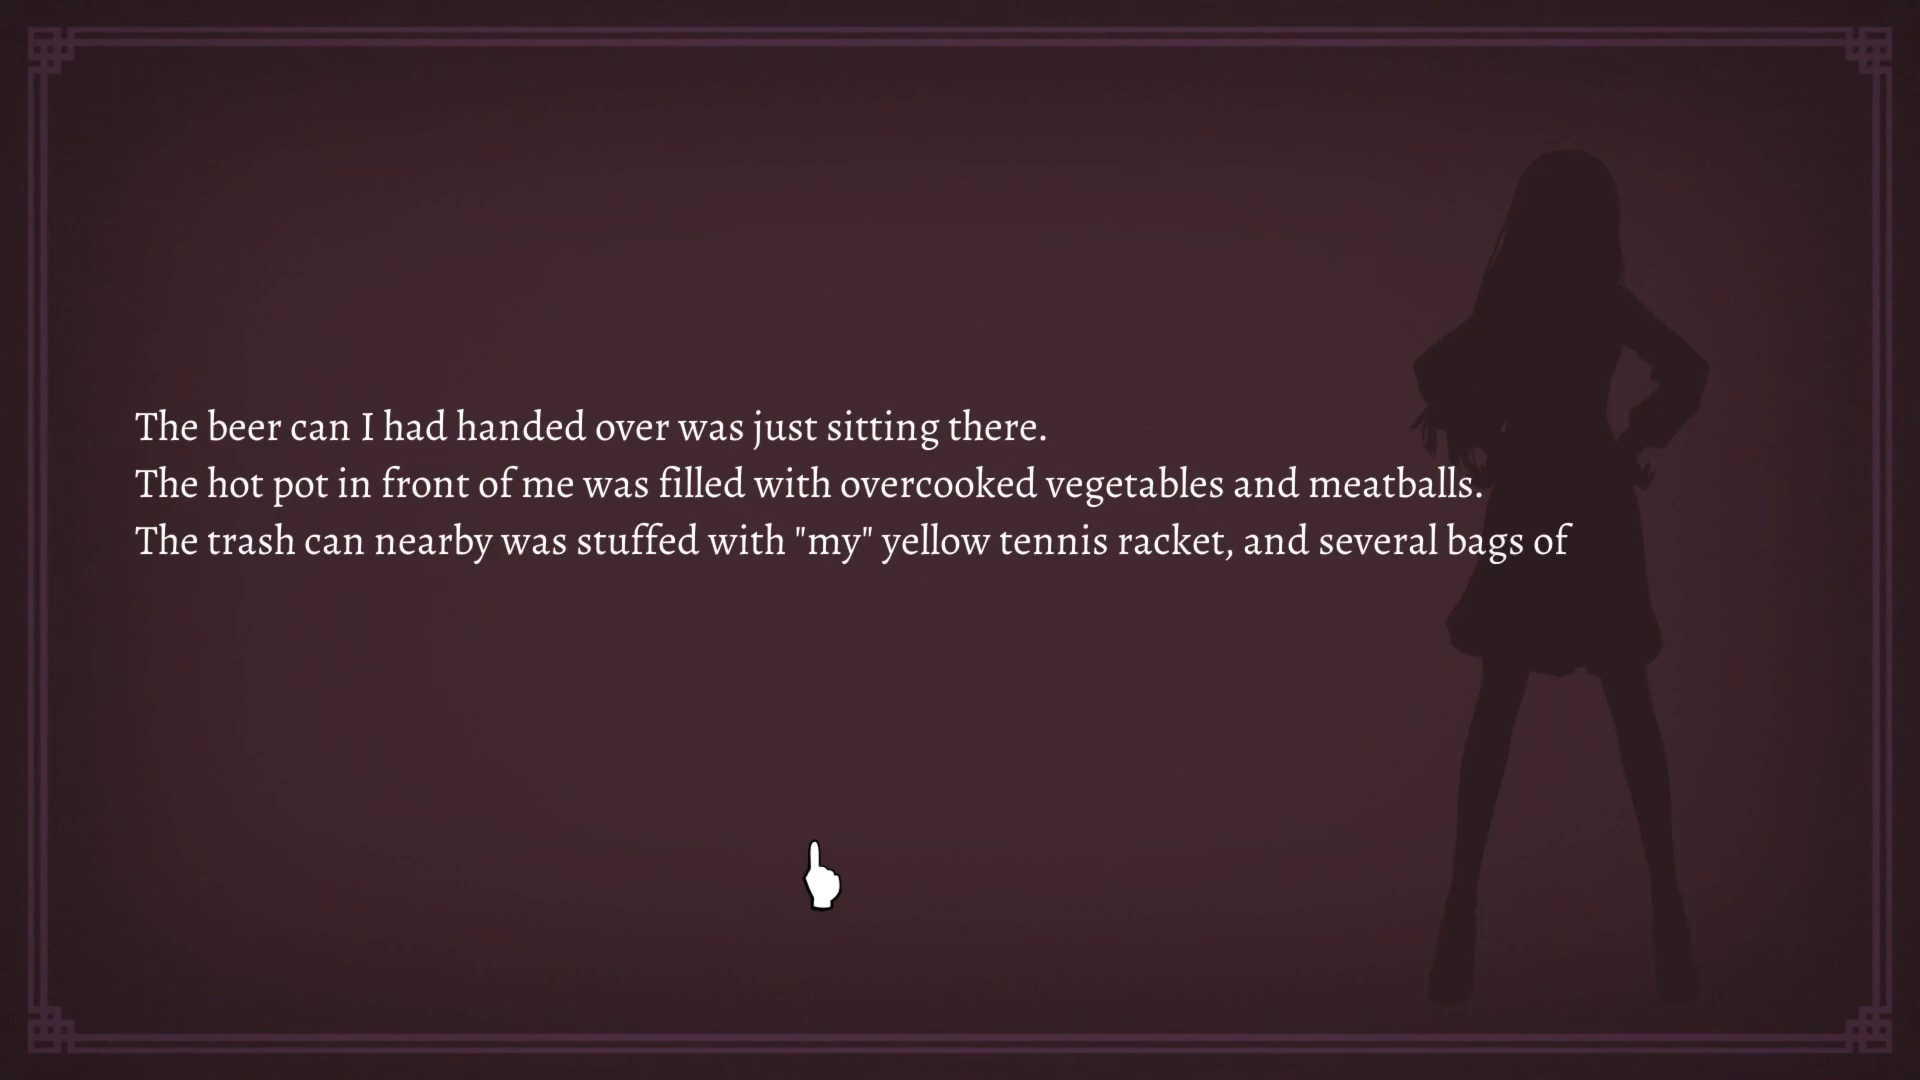 The beer can I had handed over was just sitting there.
The hot pot in front of me was filled with overcooked vegetables and meatballs.
The trash can nearby was stuffed with "my" yellow tennis racket, and several bags of